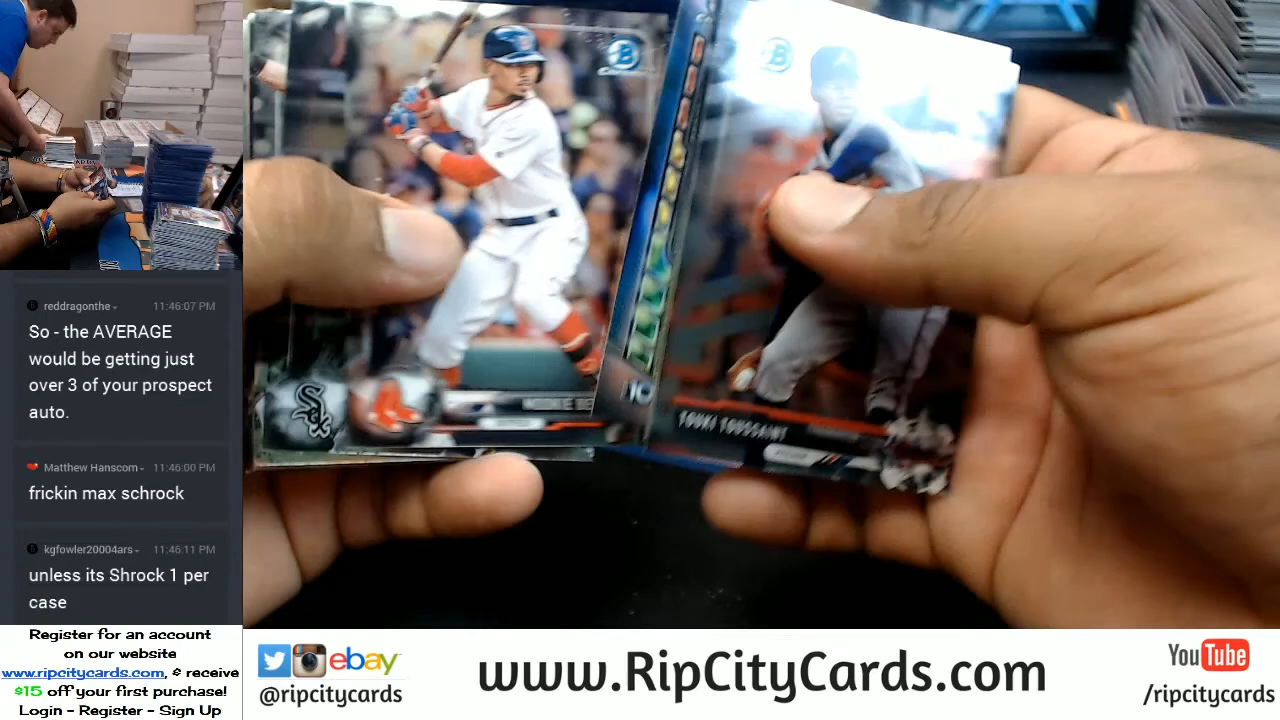 reddragonthe 11:46:07 PM
So - the AVERAGE
would be getting just
over 3 of your prospect
auto.
Matthew Hanscom 11:46:00 PM
frickin max schrock
kgfowler20004ars 11:46:11 PM
unless its Shrock 1 per
case
Register for an account
on our website
www.ripcitycards.com, & receive
$15 off your first purchase!
Login - Register - Sign Up
B
B
Sox
TOUKI TOUSSAINT
ebay
@ripcitycards
www.RipCityCards.com
YouTube
/ripcitycards